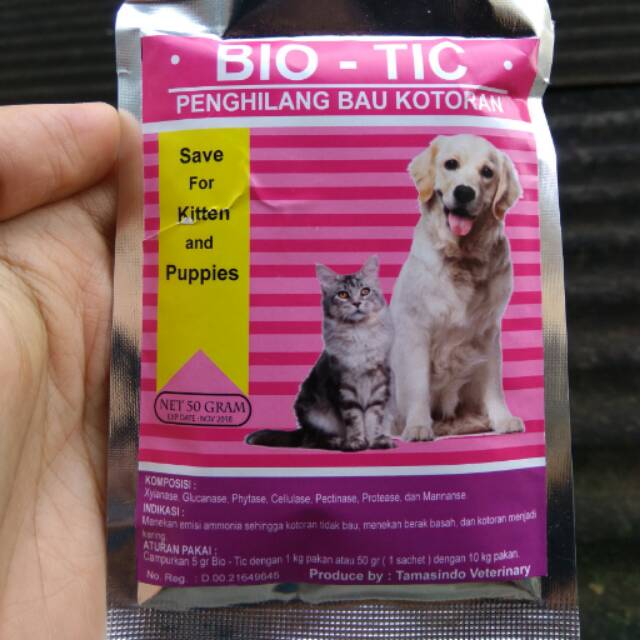 • BIO - TIC •
PENGHILANG BAU KOTORAN
Save
For
Kitten
and
Puppies
NET 50 GRAM
EXP DATE : NOV 2018
KOMPOSISI :
Xylanase, Glucanase, Phytase, Cellulase, Pectinase, Protease, dan Mannanse.
INDIKASI :
Menekan emisi ammonia sehingga kotoran tidak bau, menekan berak basah, dan kotoran menjadi
kering.
ATURAN PAKAI :
Campurkan 5 gr Bio - Tic dengan 1 kg pakan atau 50 gr ( 1 sachet ) dengan 10 kg pakan.
No. Reg. : D.00.21649645 Produce by : Tamasindo Veterinary